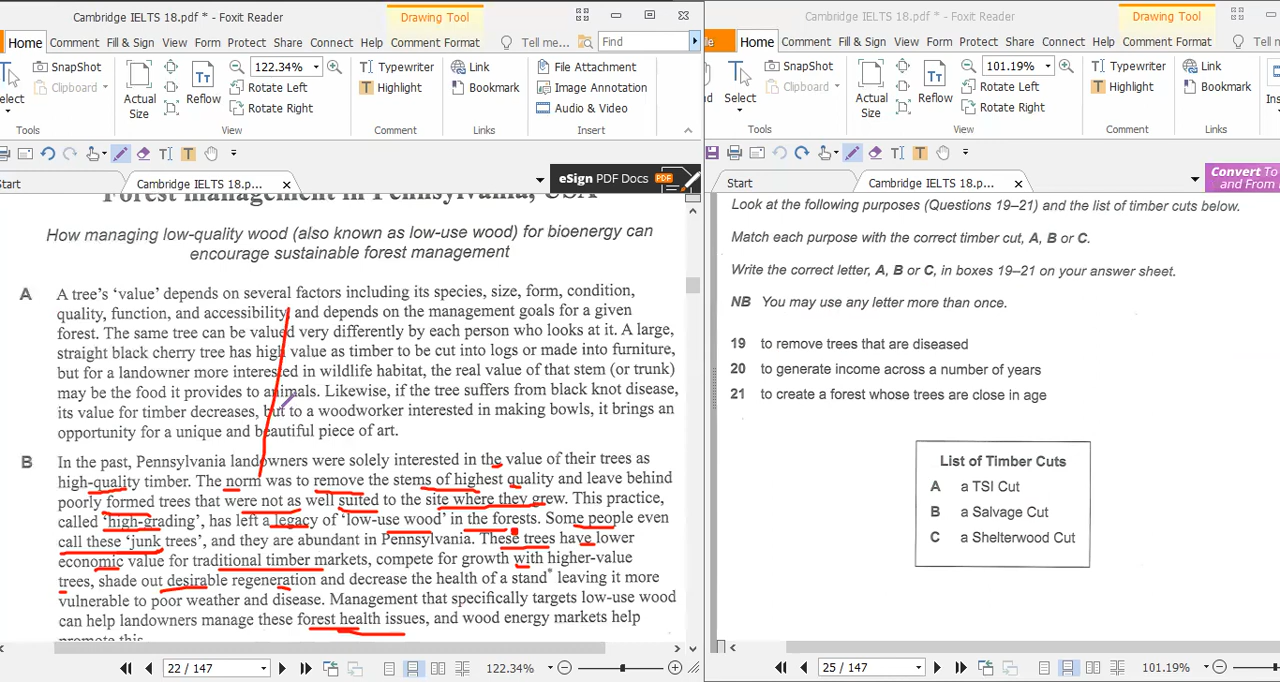 Cambridge IELTS 18.pdf * - Foxit Reader
Drawing Tool
Home Comment Fill & Sign View Form Protect Share Connect Help Comment Format Tell me... Find
SnapShot
Clipboard
elect
Tools
Actual Size
Reflow
122.34%
Rotate Left
Rotate Right
View
Typewriter
Highlight
Comment
Link
Bookmark
Links
File Attachment
Image Annotation
Audio & Video
Insert
tart
Cambridge IELTS 18.p...
eSign PDF Docs
PDF
Forest management in Pennsylvania, USA
How managing low-quality wood (also known as low-use wood) for bioenergy can
encourage sustainable forest management
A A tree's 'value' depends on several factors including its species, size, form, condition,
quality, function, and accessibility, and depends on the management goals for a given
forest. The same tree can be valued very differently by each person who looks at it. A large,
straight black cherry tree has high value as timber to be cut into logs or made into furniture,
but for a landowner more interested in wildlife habitat, the real value of that stem (or trunk)
may be the food it provides to animals. Likewise, if the tree suffers from black knot disease,
its value for timber decreases, but to a woodworker interested in making bowls, it brings an
opportunity for a unique and beautiful piece of art.
B In the past, Pennsylvania landowners were solely interested in the value of their trees as
high-quality timber. The norm was to remove the stems of highest quality and leave behind
poorly formed trees that were not as well suited to the site where they grew. This practice,
called 'high-grading', has left a legacy of 'low-use wood' in the forests. Some people even
call these 'junk trees', and they are abundant in Pennsylvania. These trees have lower
economic value for traditional timber markets, compete for growth with higher-value
trees, shade out desirable regeneration and decrease the health of a stand* leaving it more
vulnerable to poor weather and disease. Management that specifically targets low-use wood
can help landowners manage these forest health issues, and wood energy markets help
promote this.
22 / 147
122.34%
Cambridge IELTS 18.pdf * - Foxit Reader
Drawing Tool
le Home Comment Fill & Sign View Form Protect Share Connect Help Comment Format Tell
nd
Select
SnapShot
Clipboard
Tools
Actual Size
Reflow
101.19%
Rotate Left
Rotate Right
View
Typewriter
Highlight
Comment
Link
Bookmark
Links
Ins
Start
Cambridge IELTS 18.p...
Convert To
and From
Look at the following purposes (Questions 19–21) and the list of timber cuts below.
Match each purpose with the correct timber cut, A, B or C.
Write the correct letter, A, B or C, in boxes 19–21 on your answer sheet.
NB You may use any letter more than once.
19 to remove trees that are diseased
20 to generate income across a number of years
21 to create a forest whose trees are close in age
List of Timber Cuts
A a TSI Cut
B a Salvage Cut
C a Shelterwood Cut
25 / 147
101.19%